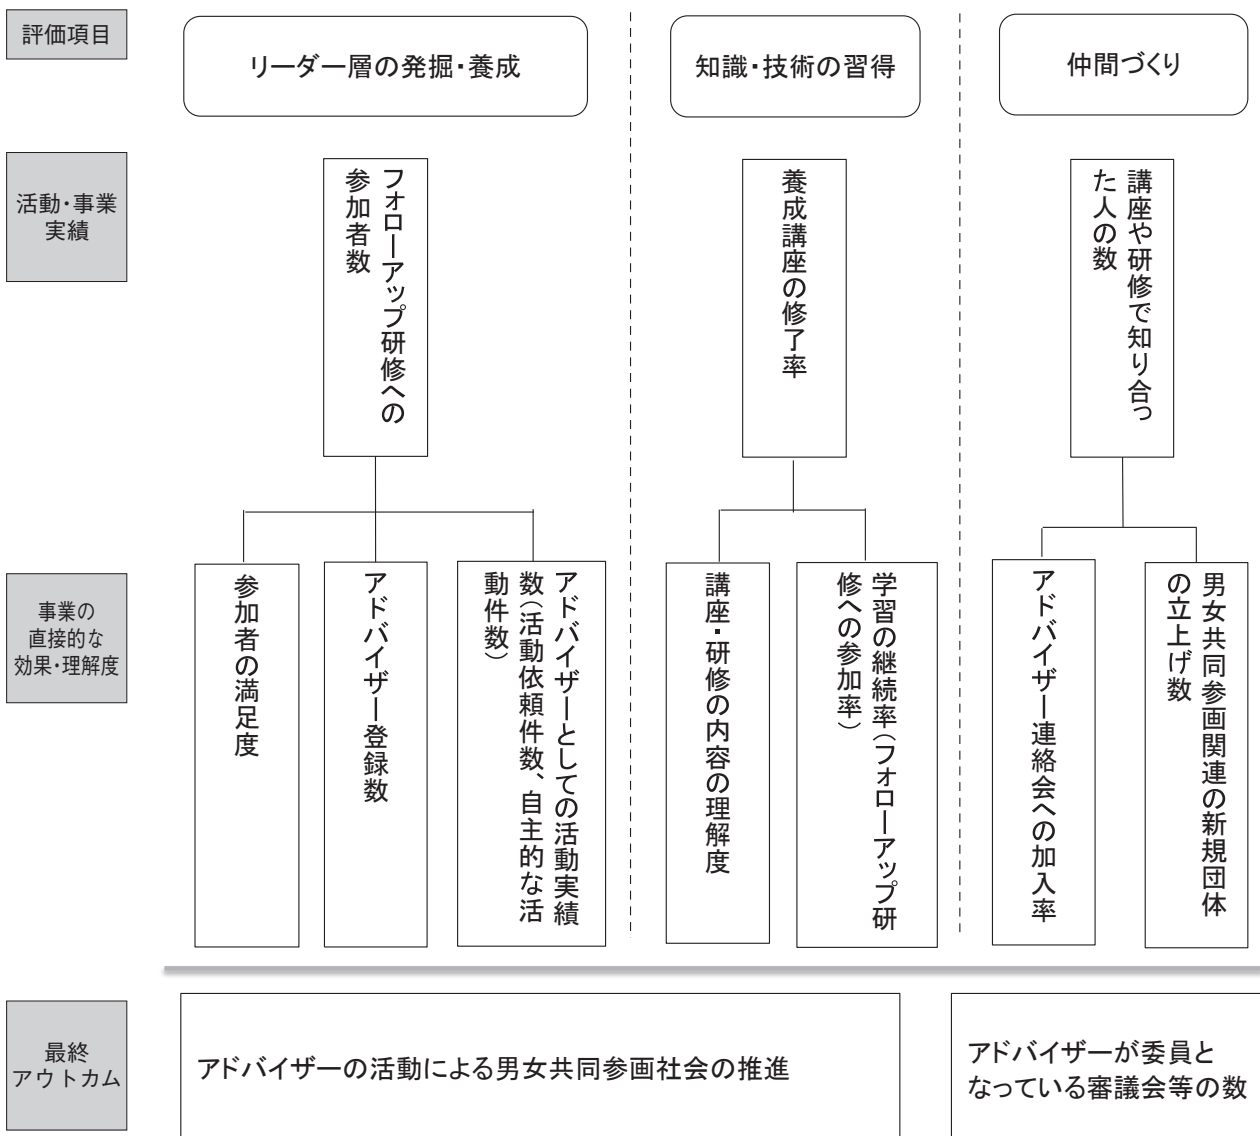 評価項目
リーダー層の発掘・養成
知識・技術の習得
仲間づくり
活動・事業
実績
フォローアップ研修への
参加者数
養成講座の修了率
講座や研修で知り合っ
た人の数
事業の
直接的な
効果・理解度
参加者の満足度
アドバイザー登録数
アドバイザーとしての活動実績
数（活動依頼件数、自主的な活
動件数）
講座・研修の内容の理解度
学習の継続率（フォローアップ研
修への参加率）
アドバイザー連絡会への加入率
男女共同参画関連の新規団体
の立上げ数
最終
アウトカム
アドバイザーの活動による男女共同参画社会の推進
アドバイザーが委員と
なっている審議会等の数